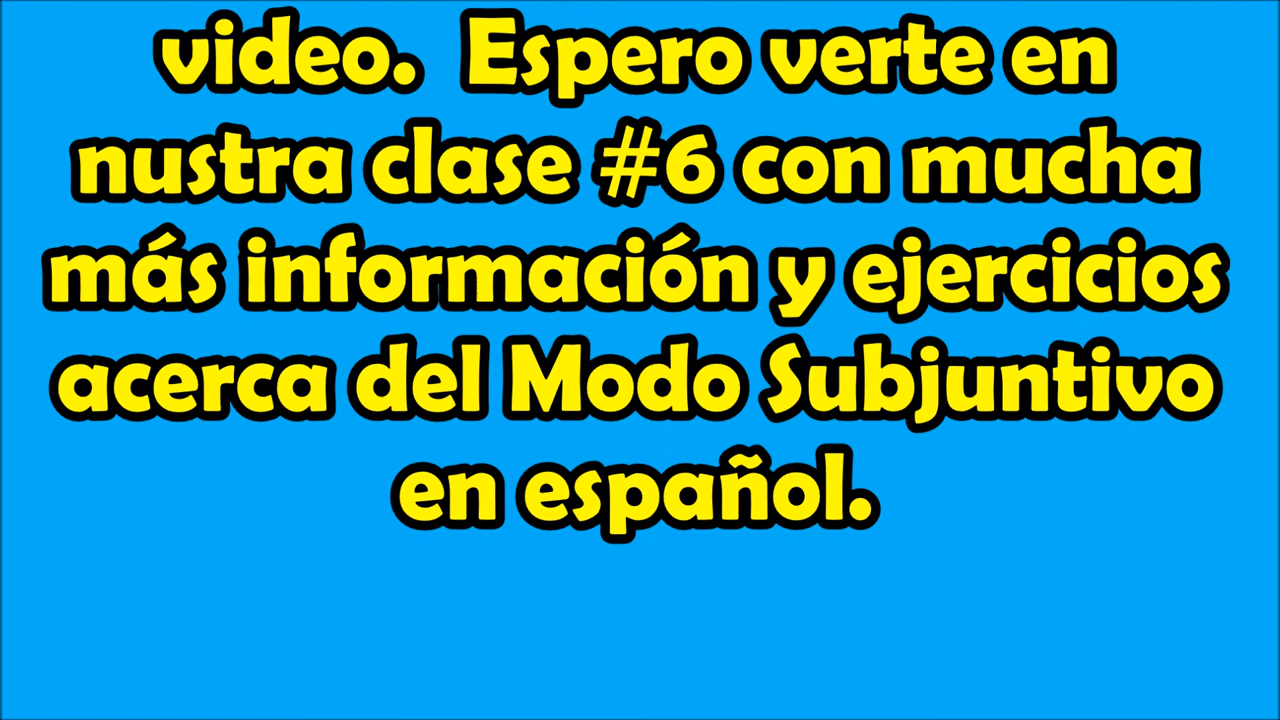 video.  Espero verte en
nustra clase #6 con mucha
más información y ejercicios
acerca del Modo Subjuntivo
en español.